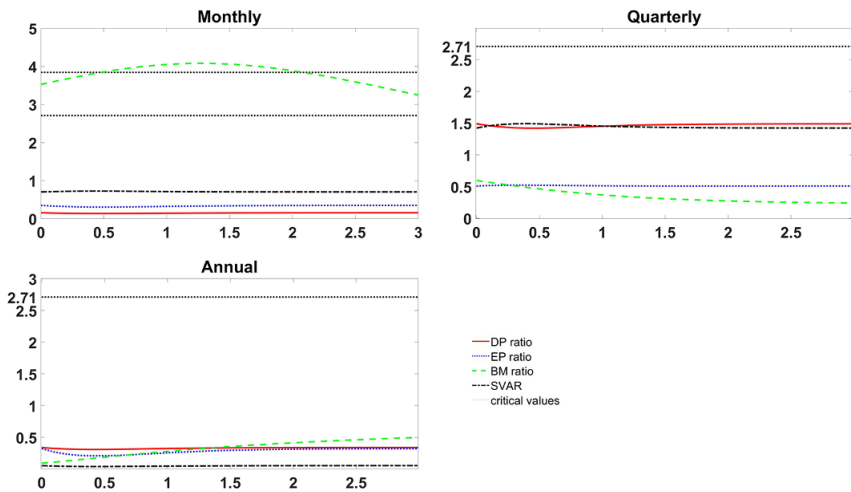 Monthly
5
4
3
2
1
0
0 0.5 1 1.5 2 2.5 3
Quarterly
2.71
2.5
2
1.5
1
0.5
0
0 0.5 1 1.5 2 2.5
Annual
3
2.71
2.5
2
1.5
1
0.5
0 0.5 1 1.5 2 2.5
DP ratio
EP ratio
BM ratio
SVAR
critical values